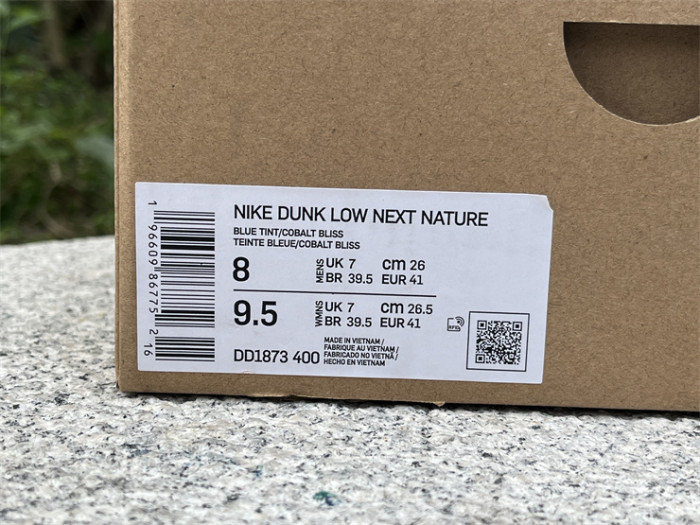 NIKE DUNK LOW NEXT NATURE
BLUE TINT/COBALT BLISS
TEINTE BLEUE/COBALT BLISS
8 MENS UK 7 cm 26
BR 39.5 EUR 41
9.5 WMNS UK 7 cm 26.5
BR 39.5 EUR 41
DD1873 400
MADE IN VIETNAM /
FABRIQUE AU VIETNAM /
FABRICADO NO VIETNÃ /
HECHO EN VIETNAM
RFID
1 96609 86775 2 16